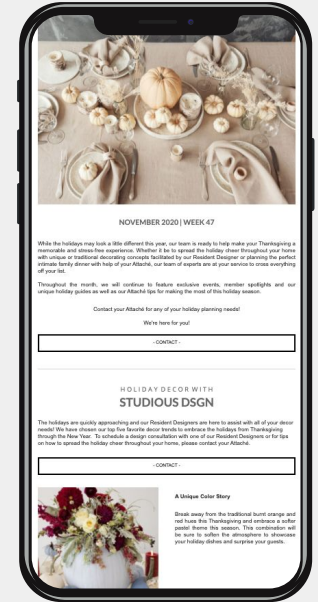 NOVEMBER 2020 | WEEK 47
While the holidays may look a little different this year, our team is ready to help make your Thanksgiving a
memorable and stress-free experience. Whether it be to spread the holiday cheer throughout your home
with unique or traditional decorating concepts facilitated by our Resident Designer or planning the perfect
intimate family dinner with help of your Attaché, our team of experts are at your service to cross everything
off your list.
Throughout the month, we will continue to feature exclusive events, member spotlights and our
unique holiday guides as well as our Attaché tips for making the most of this holiday season.
Contact your Attaché for any of your holiday planning needs!
We're here for you!
- CONTACT -
HOLIDAY DECOR WITH
STUDIOUS DSGN
The holidays are quickly approaching and our Resident Designers are here to assist with all of your decor
needs! We have chosen our top five favorite decor trends to embrace the holidays from Thanksgiving
through the New Year. To schedule a design consultation with one of our Resident Designers or for tips
on how to spread the holiday cheer throughout your home, please contact your Attaché.
- CONTACT -
A Unique Color Story
Break away from the traditional burnt orange and
red hues this Thanksgiving and embrace a softer
pastel theme this season. This combination will
be sure to soften the atmosphere to showcase
your holiday dishes and surprise your guests.